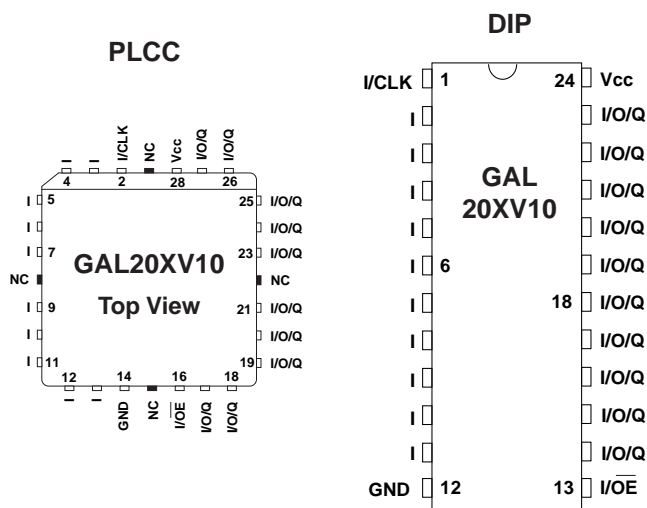 PLCC
I
I
I/CLK
NC
Vcc
I/O/Q
I/O/Q
4
2
28
26
I 5
25 I/O/Q
I
I/O/Q
I 7
23 I/O/Q
NC
GAL20XV10
NC
I 9
Top View
21 I/O/Q
I
I/O/Q
I 11
19 I/O/Q
12
14
16
18
I
I
GND
NC
I/OE
I/O/Q
I/O/Q
DIP
I/CLK 1
24 Vcc
I
I/O/Q
I
I/O/Q
I
GAL
I/O/Q
I
20XV10
I/O/Q
I 6
I/O/Q
I
18 I/O/Q
I
I/O/Q
I
I/O/Q
I
I/O/Q
I
I/O/Q
GND 12
13 I/OE